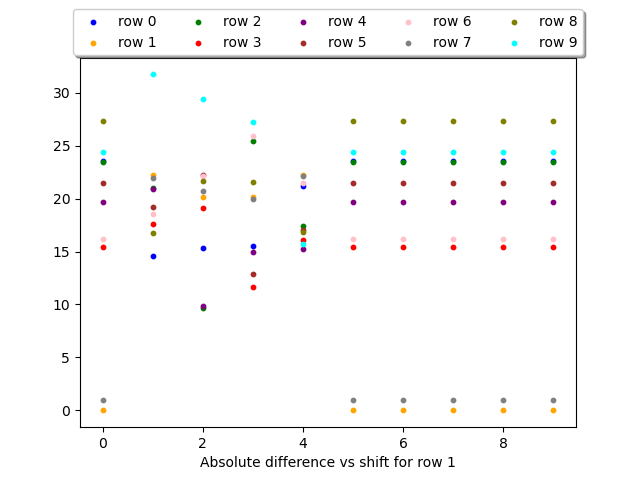 row 0 row 2 row 4 row 6 row 8
row 1 row 3 row 5 row 7 row 9
30
25
20
15
10
5
0
0 2 4 6 8
Absolute difference vs shift for row 1